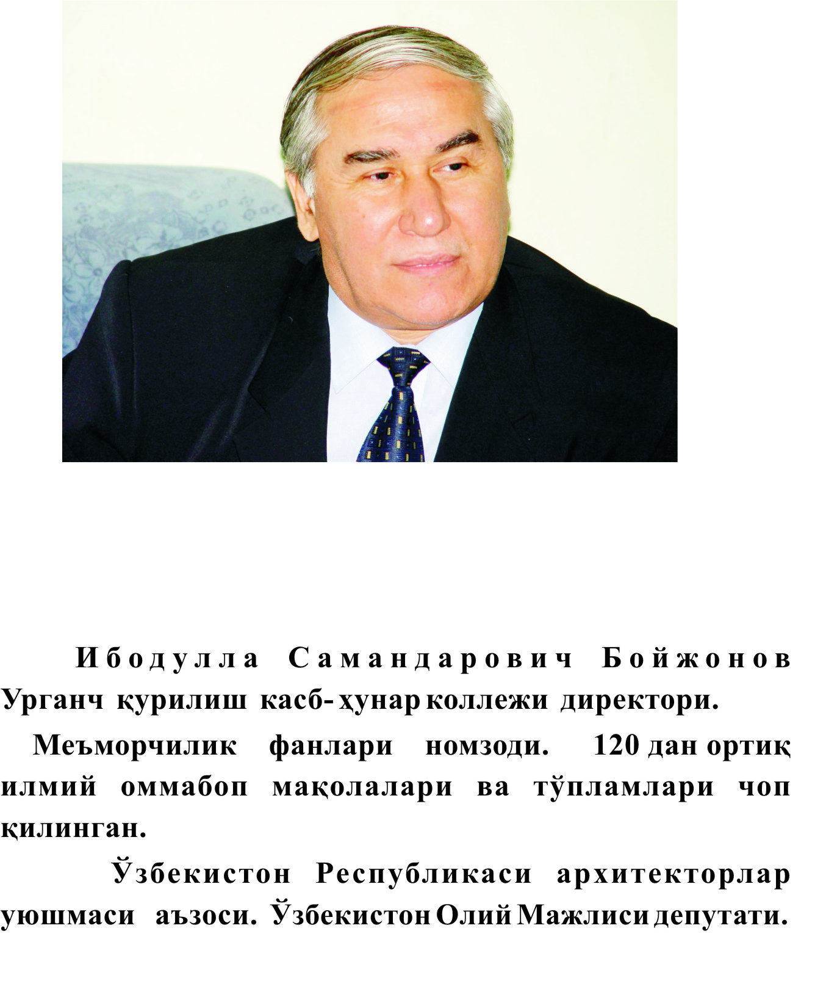 Ибодулла Самандарович Бойжонов
Урганч қурилиш касб- ҳунар коллежи директори.
Меъморчилик фанлари номзоди. 120 дан ортиқ
илмий оммабоп мақолалари ва тўпламлари чоп
қилинган.
Ўзбекистон Республикаси архитекторлар
уюшмаси аъзоси. Ўзбекистон Олий Мажлиси депутати.